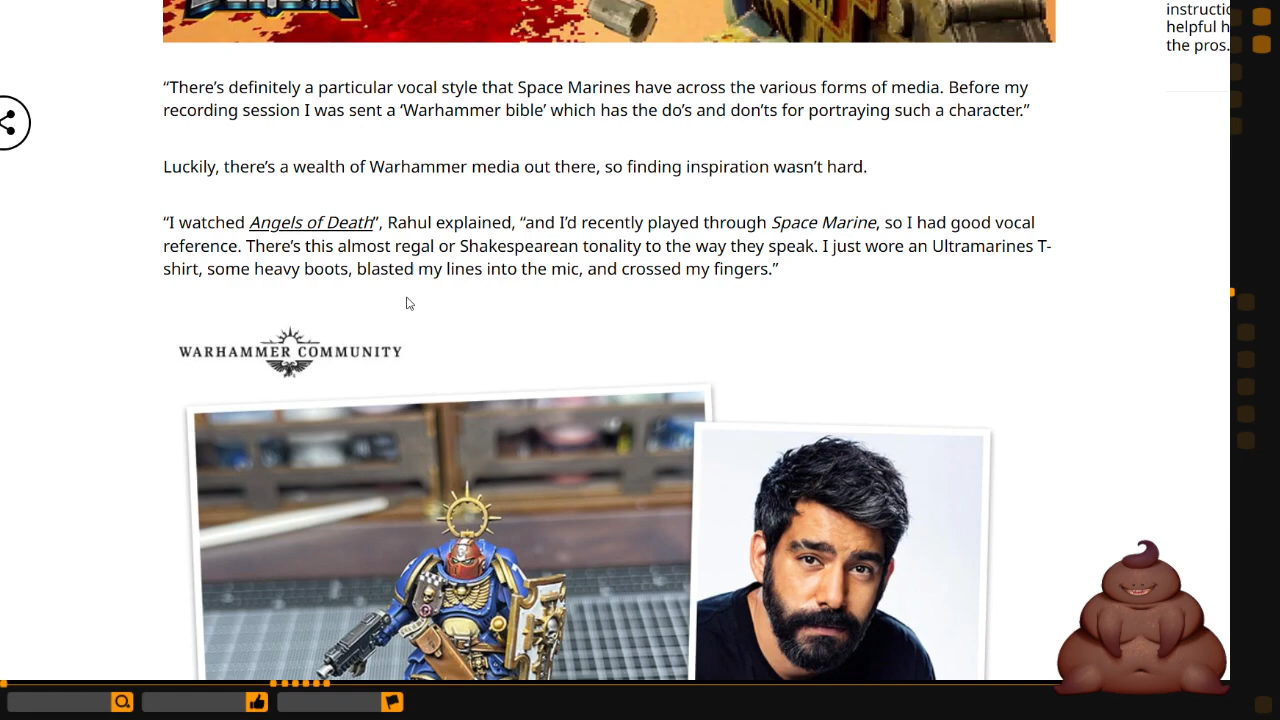 instructio
helpful h
the pros.
“There’s definitely a particular vocal style that Space Marines have across the various forms of media. Before my
recording session I was sent a ‘Warhammer bible’ which has the do’s and don’ts for portraying such a character.”
Luckily, there’s a wealth of Warhammer media out there, so finding inspiration wasn’t hard.
“I watched Angels of Death”, Rahul explained, “and I’d recently played through Space Marine, so I had good vocal
reference. There’s this almost regal or Shakespearean tonality to the way they speak. I just wore an Ultramarines T-
shirt, some heavy boots, blasted my lines into the mic, and crossed my fingers.”
WARHAMMER COMMUNITY